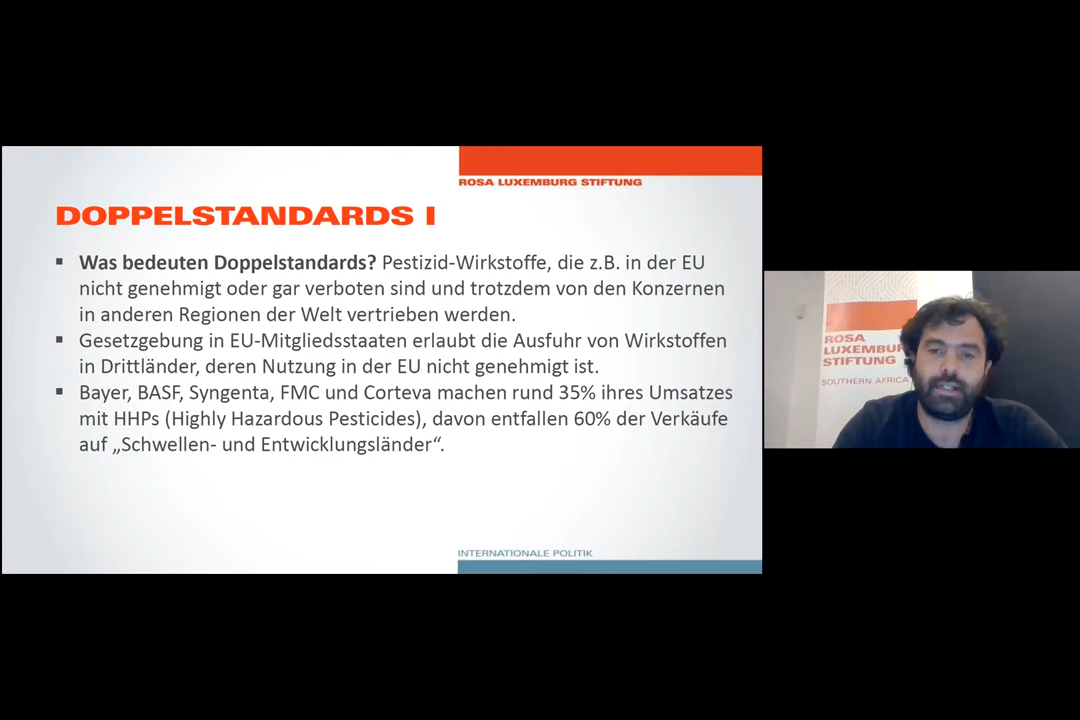 ROSA LUXEMBURG STIFTUNG
DOPPELSTANDARDS I
▪ Was bedeuten Doppelstandards? Pestizid-Wirkstoffe, die z.B. in der EU
nicht genehmigt oder gar verboten sind und trotzdem von den Konzernen
in anderen Regionen der Welt vertrieben werden.
▪ Gesetzgebung in EU-Mitgliedsstaaten erlaubt die Ausfuhr von Wirkstoffen
in Drittländer, deren Nutzung in der EU nicht genehmigt ist.
▪ Bayer, BASF, Syngenta, FMC und Corteva machen rund 35% ihres Umsatzes
mit HHPs (Highly Hazardous Pesticides), davon entfallen 60% der Verkäufe
auf „Schwellen- und Entwicklungsländer“.
INTERNATIONALE POLITIK
ROSA
LUXEMBUR
STIFTUNG
SOUTHERN AFRICA